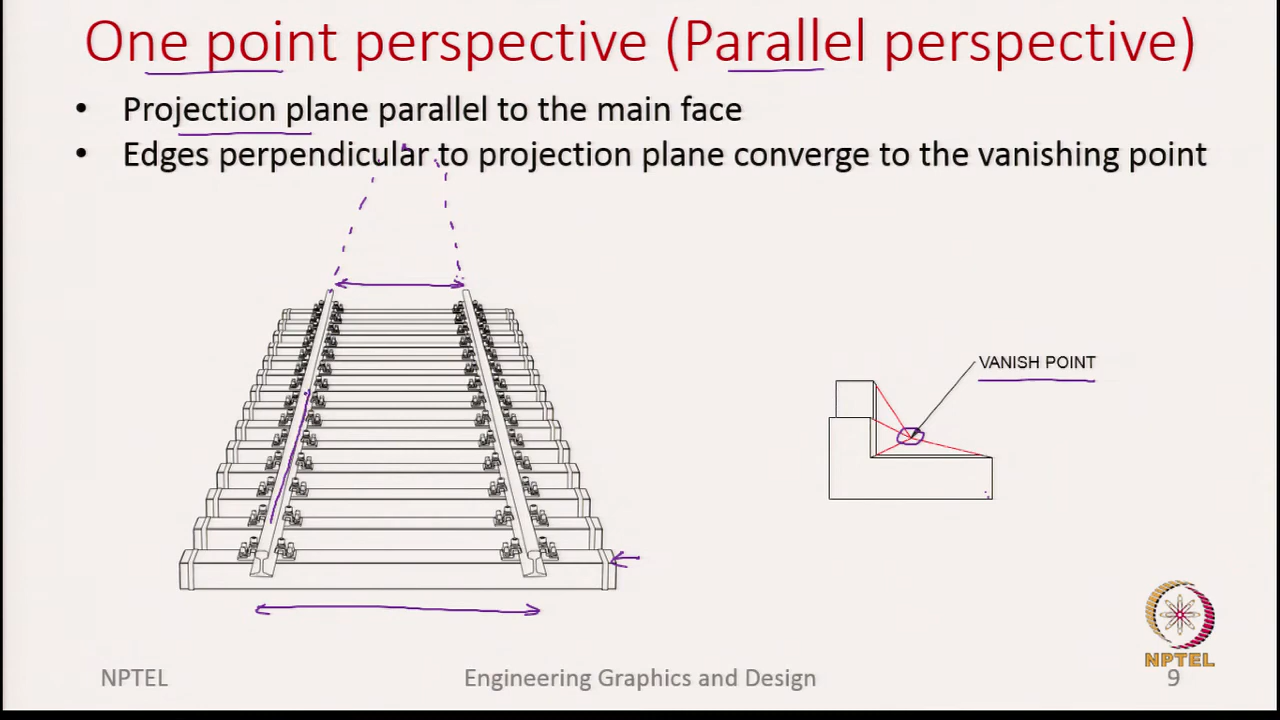 One point perspective (Parallel perspective)
• Projection plane parallel to the main face
• Edges perpendicular to projection plane converge to the vanishing point
VANISH POINT
NPTEL
NPTEL
Engineering Graphics and Design
9